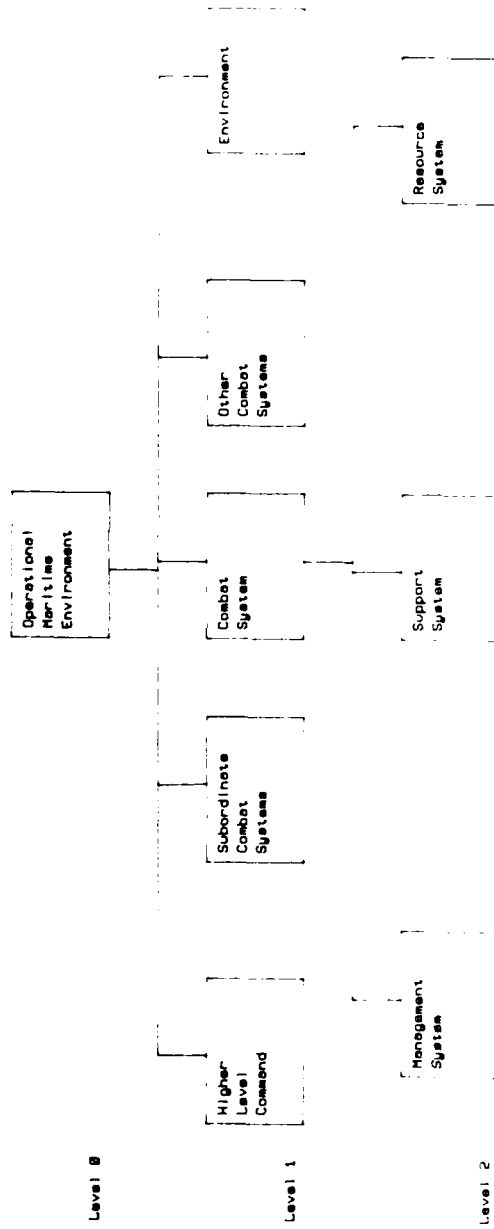 Level 0
Operational
Maritime
Environment
Level 1
Higher
Level
Command
Subordinate
Combat
Systems
Combat
System
Other
Combat
Systems
Environment
Level 2
Management
System
Support
System
Resource
System